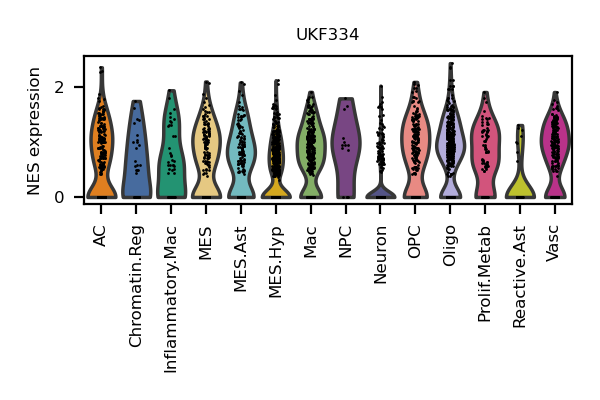 UKF334
NES expression
2
0
AC
Chromatin.Reg
Inflammatory.Mac
MES
MES.Ast
MES.Hyp
Mac
NPC
Neuron
OPC
Oligo
Prolif.Metab
Reactive.Ast
Vasc